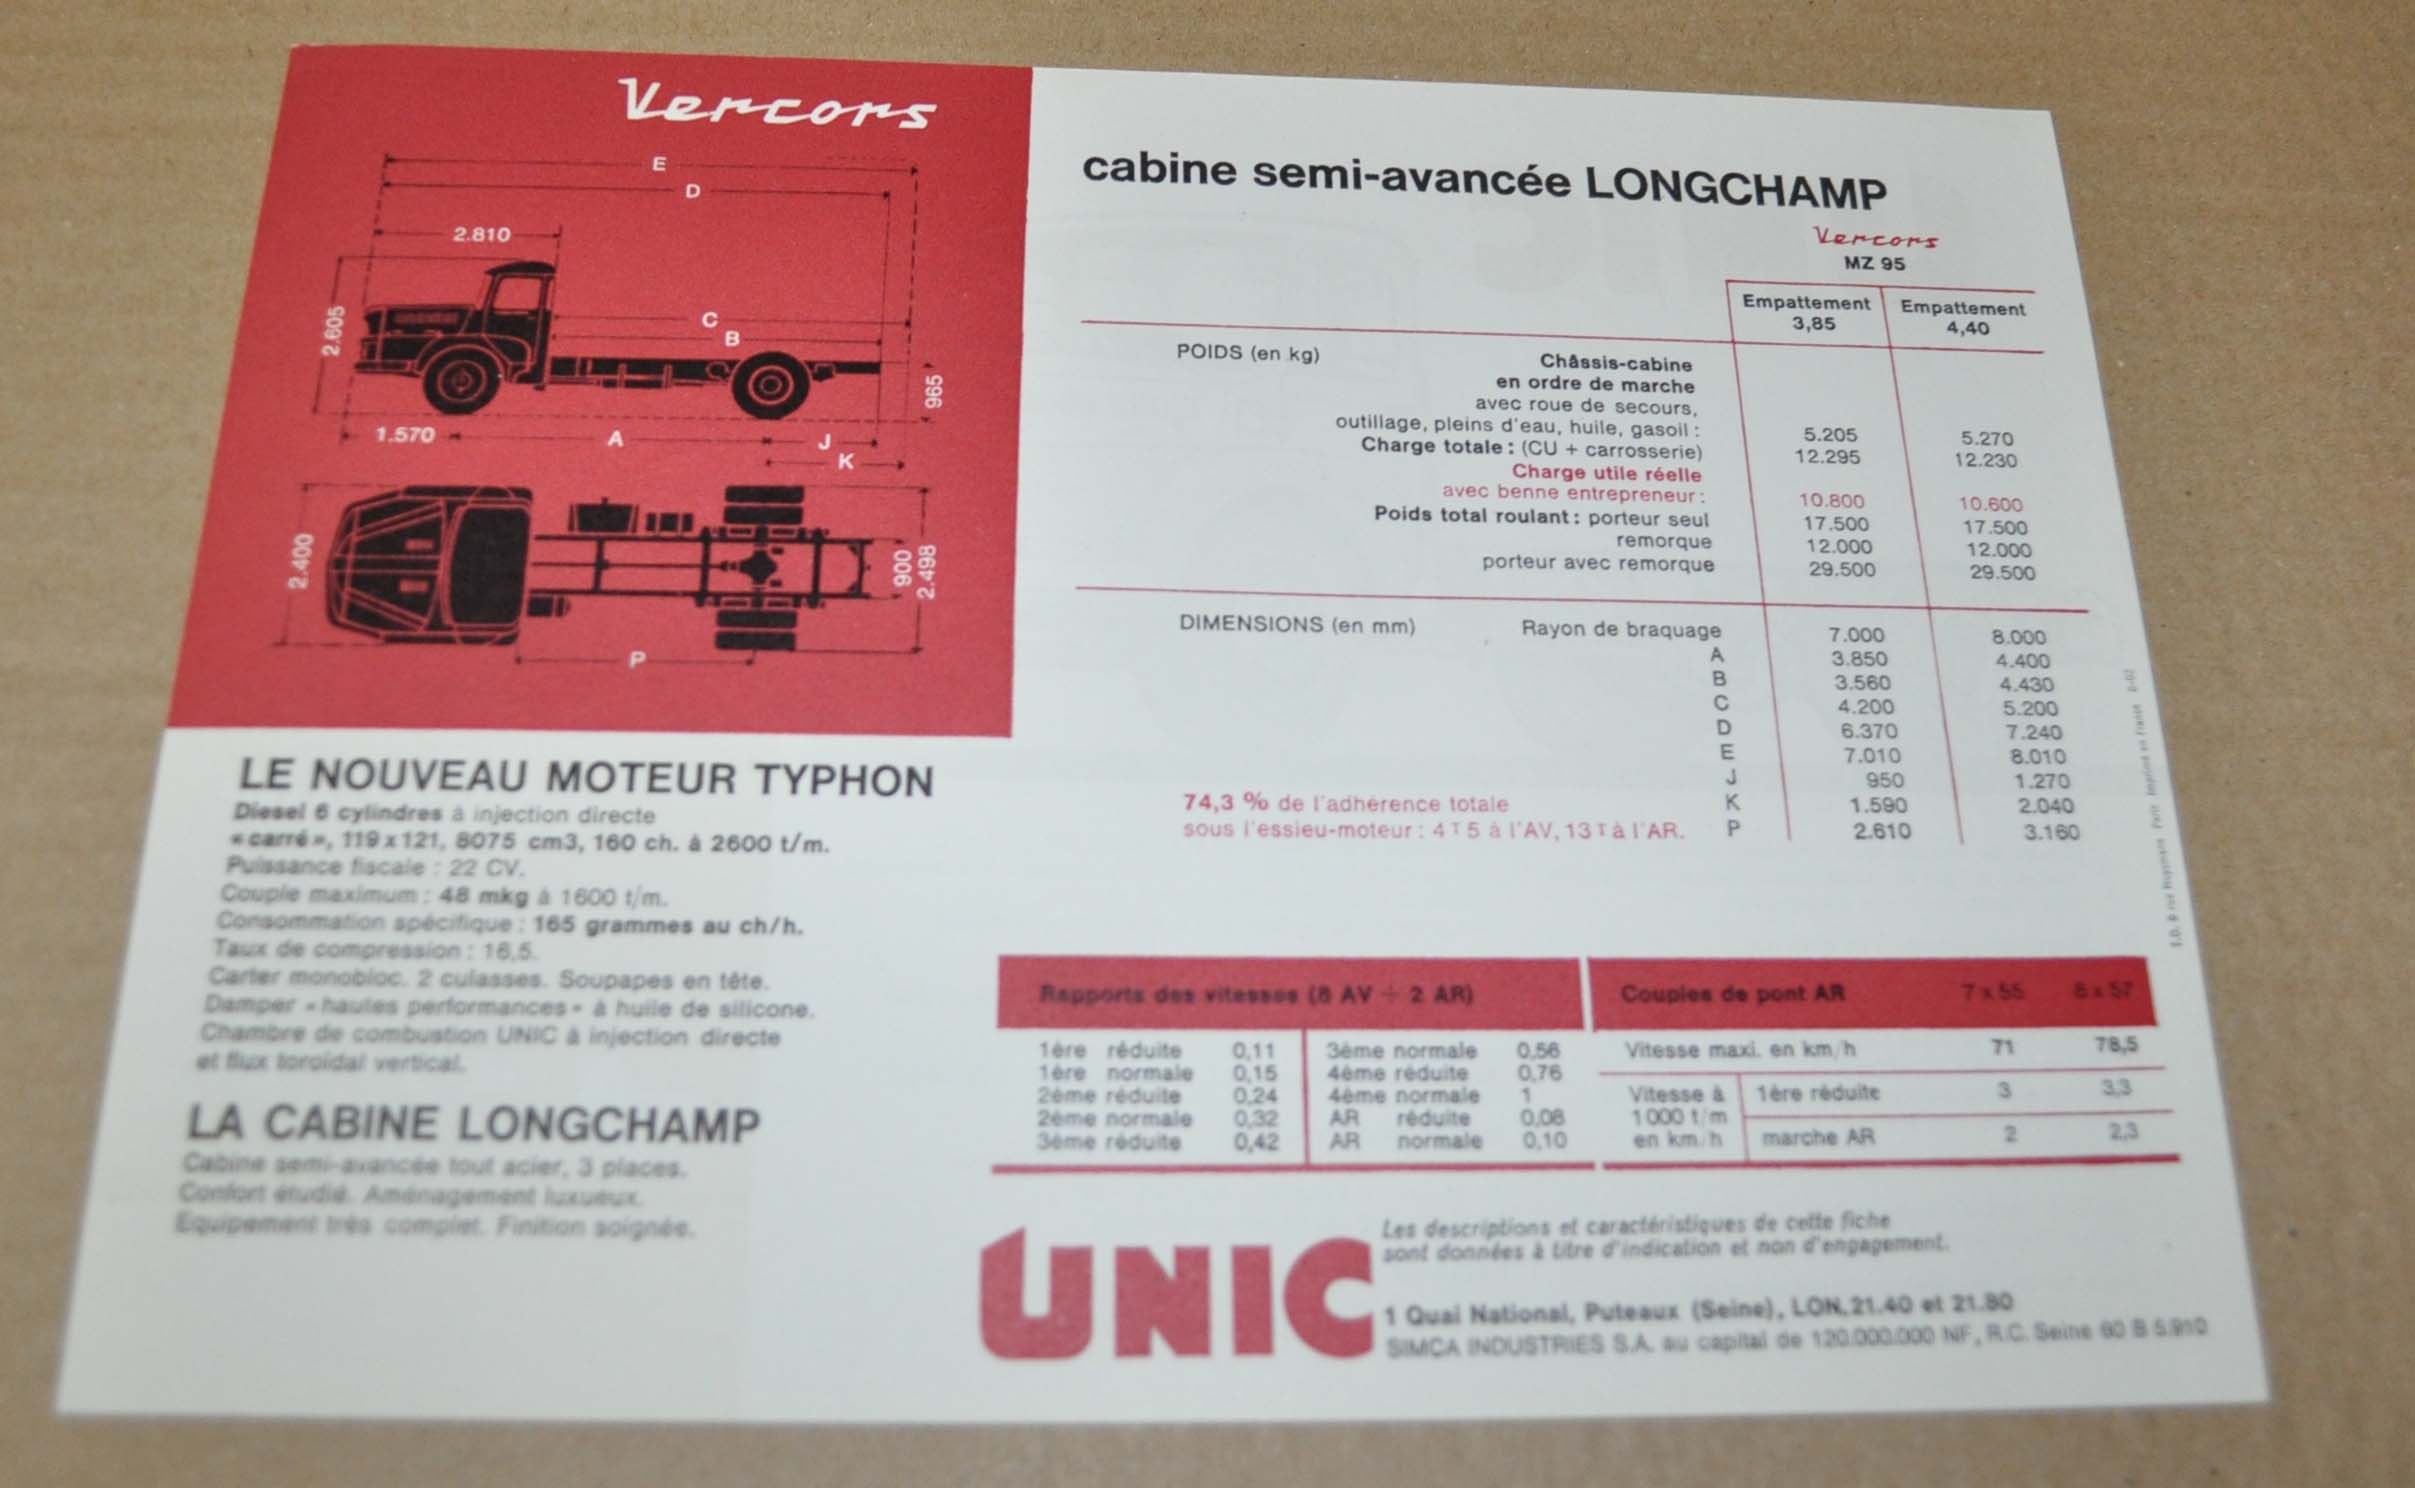 Vercors
E
D
2.810
C
B
2.605
965
1.570 A J
K
2.400
900
2.498
P
LE NOUVEAU MOTEUR TYPHON
Diesel 6 cylindres à injection directe
« carré », 119 x 121, 8075 cm3, 160 ch. à 2600 t/m.
Puissance fiscale : 22 CV.
Couple maximum : 48 mkg à 1600 t/m.
Consommation spécifique : 165 grammes au ch/h.
Taux de compression : 16,5.
Carter monobloc. 2 culasses. Soupapes en tête.
Damper « hautes performances » à huile de silicone.
Chambre de combustion UNIC à injection directe
et flux toroïdal vertical.
LA CABINE LONGCHAMP
Cabine semi-avancée tout acier, 3 places.
Confort étudié. Aménagement luxueux.
Equipement très complet. Finition soignée.
cabine semi-avancée LONGCHAMP
Vercors
MZ 95
Empattement 3,85 Empattement 4,40
POIDS (en kg) Châssis-cabine
en ordre de marche
avec roue de secours,
outillage, pleins d'eau, huile, gasoil : 5.205 5.270
Charge totale : (CU + carrosserie) 12.295 12.230
Charge utile réelle
avec benne entrepreneur : 10.800 10.600
Poids total roulant : porteur seul 17.500 17.500
remorque 12.000 12.000
porteur avec remorque 29.500 29.500
DIMENSIONS (en mm) Rayon de braquage 7.000 8.000
A 3.850 4.400
B 3.560 4.430
C 4.200 5.200
D 6.370 7.240
E 7.010 8.010
J 950 1.270
74,3 % de l'adhérence totale K 1.590 2.040
sous l'essieu-moteur : 4 T 5 à l'AV, 13 T à l'AR. P 2.610 3.160
Rapports des vitesses (8 AV + 2 AR)
1ère réduite 0,11 3ème normale 0,56
1ère normale 0,15 4ème réduite 0,76
2ème réduite 0,24 4ème normale 1
2ème normale 0,32 AR réduite 0,08
3ème réduite 0,42 AR normale 0,10
Couples de pont AR 7 x 55 8 x 57
Vitesse maxi. en km/h 71 78,5
Vitesse à 1ère réduite 3 3,3
1000 t/m
en km/h marche AR 2 2,3
UNIC
Les descriptions et caractéristiques de cette fiche
sont données à titre d'indication et non d'engagement.
1 Quai National, Puteaux (Seine), LON. 21.40 et 21.80
SIMCA INDUSTRIES S.A. au capital de 120.000.000 NF, R.C. Seine 60 B 5.910
Imprimé en France